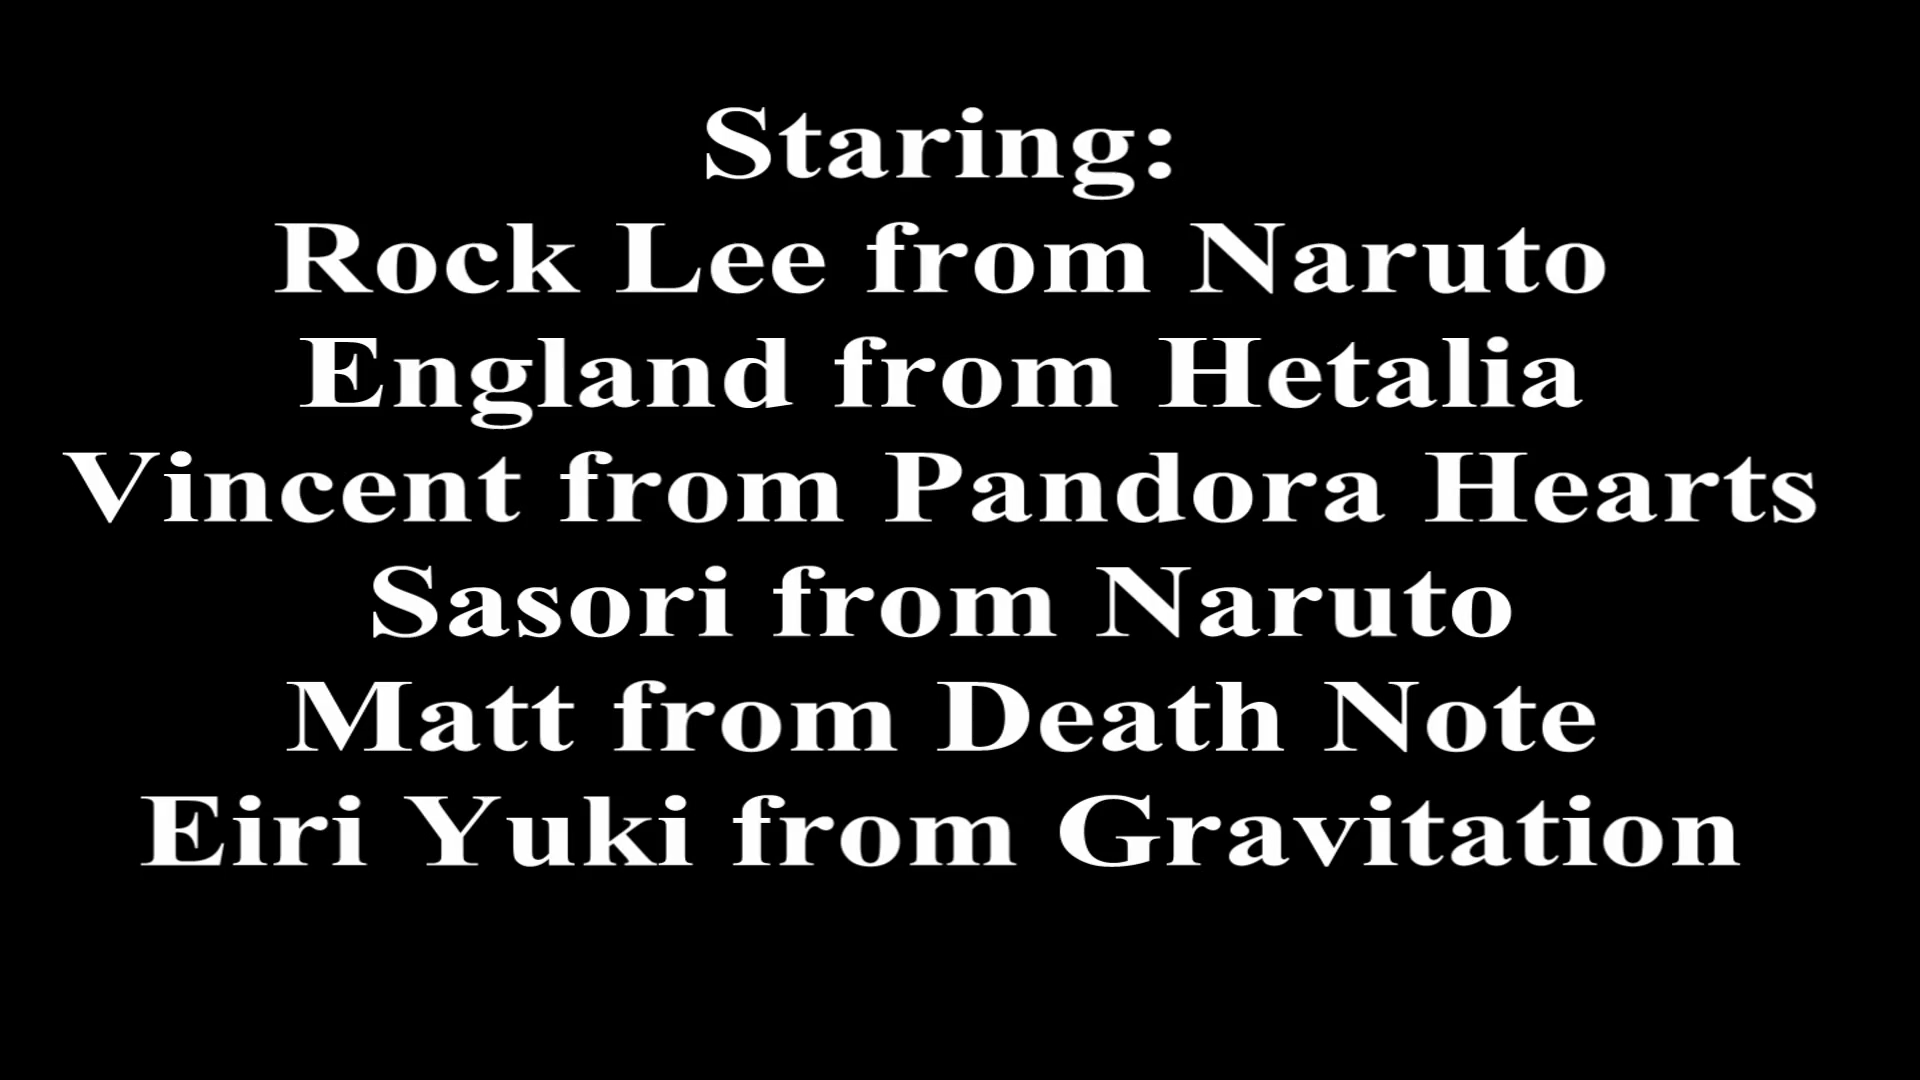 Staring:
Rock Lee from Naruto
England from Hetalia
Vincent from Pandora Hearts
Sasori from Naruto
Matt from Death Note
Eiri Yuki from Gravitation